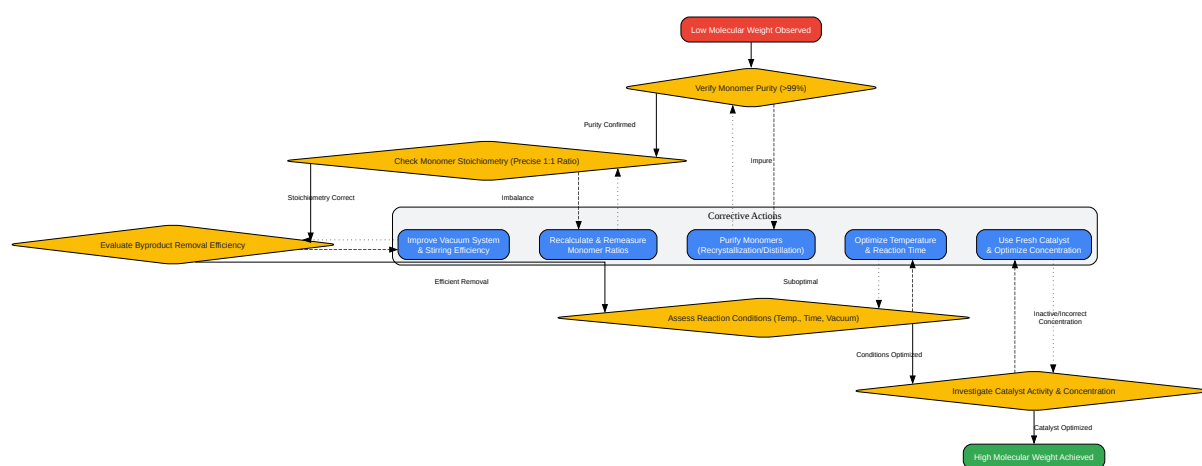 Low Molecular Weight Observed
Verify Monomer Purity (>99%)
Purity Confirmed
Check Monomer Stoichiometry (Precise 1:1 Ratio)
Impure
Stoichiometry Correct
Imbalance
Corrective Actions
Evaluate Byproduct Removal Efficiency
Improve Vacuum System
& Stirring Efficiency
Recalculate & Remeasure
Monomer Ratios
Purify Monomers
(Recrystallization/Distillation)
Optimize Temperature
& Reaction Time
Use Fresh Catalyst
& Optimize Concentration
Efficient Removal
Suboptimal
Assess Reaction Conditions (Temp., Time, Vacuum)
Inactive/Incorrect
Concentration
Conditions Optimized
Investigate Catalyst Activity & Concentration
Catalyst Optimized
High Molecular Weight Achieved